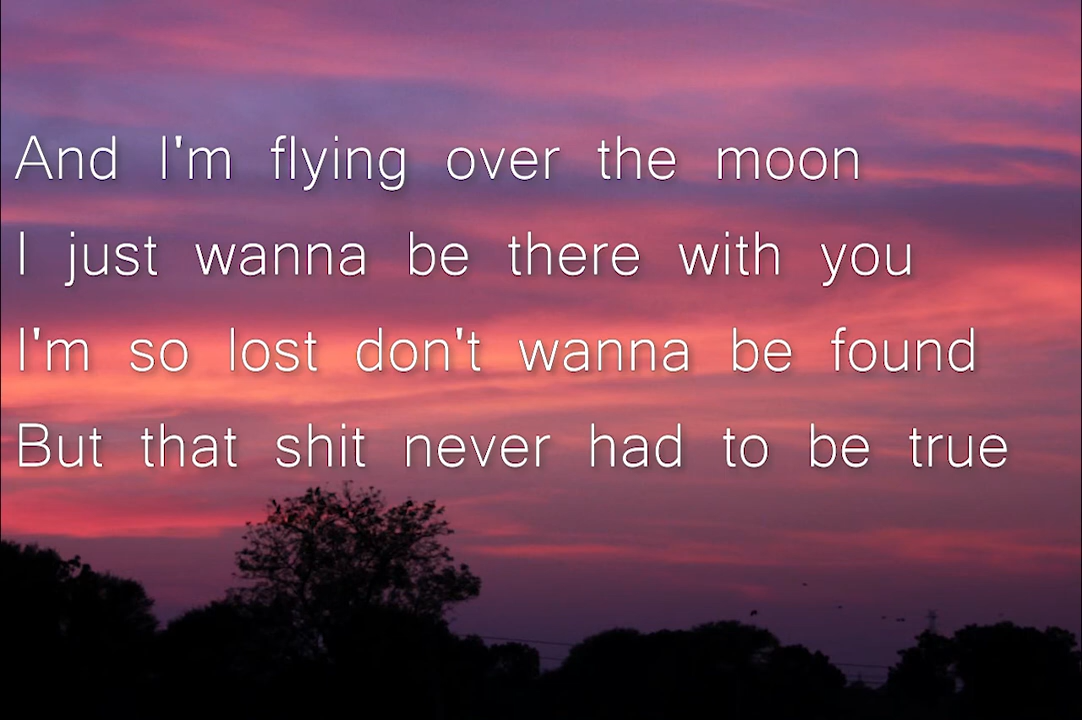 And I'm flying over the moon
I just wanna be there with you
I'm so lost don't wanna be found
But that shit never had to be true